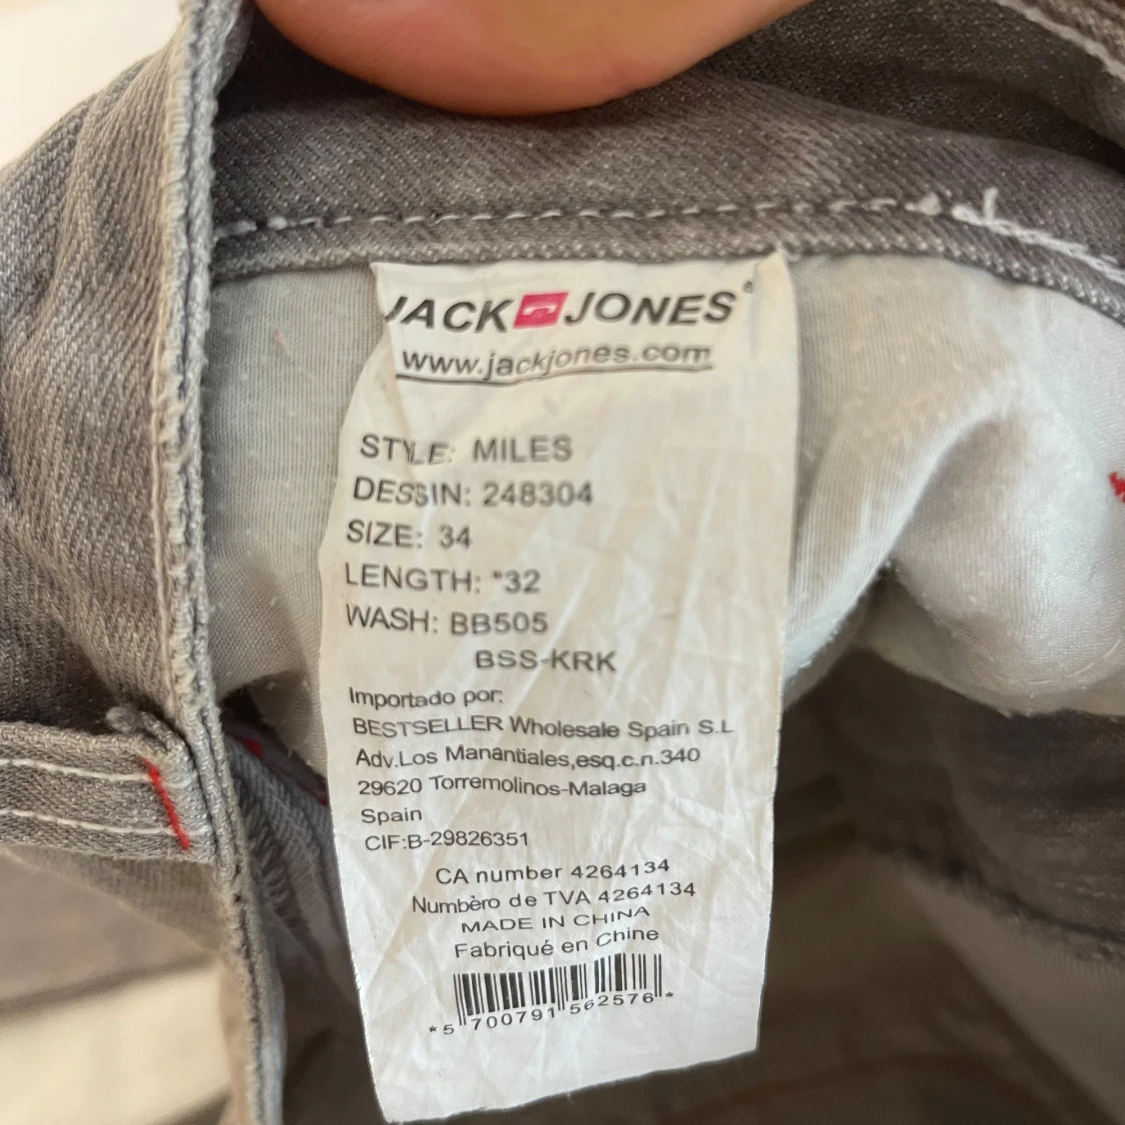 JACK JONES®
www.jackjones.com
STYLE: MILES
DESSIN: 248304
SIZE: 34
LENGTH: "32
WASH: BB505
BSS-KRK
Importado por:
BESTSELLER Wholesale Spain S.L
Adv.Los Manantiales,esq.c.n.340
29620 Torremolinos-Malaga
Spain
CIF:B-29826351
CA number 4264134
Numbèro de TVA 4264134
MADE IN CHINA
Fabriqué en Chine
*5 700791 562576*